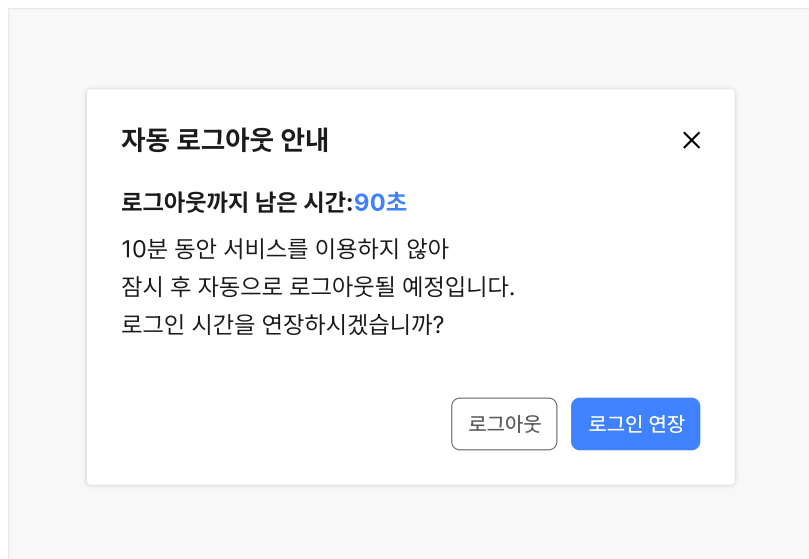 자동 로그아웃 안내
로그아웃까지 남은 시간:90초
10분 동안 서비스를 이용하지 않아
잠시 후 자동으로 로그아웃될 예정입니다.
로그인 시간을 연장하시겠습니까?
로그아웃
로그인 연장